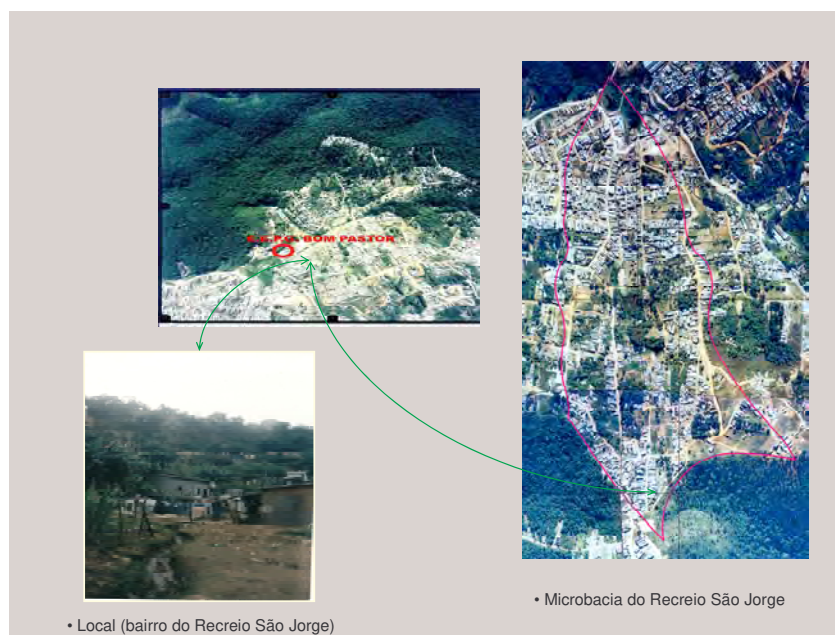 BOM PASTOR
• Microbacia do Recreio São Jorge
• Local (bairro do Recreio São Jorge)